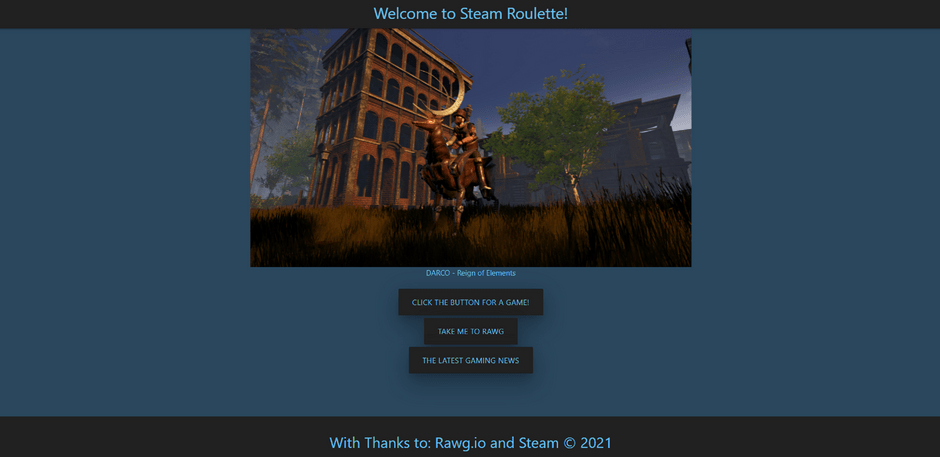 Welcome to Steam Roulette!
DARCO - Reign of Elements
CLICK THE BUTTON FOR A GAME!
TAKE ME TO RAWG
THE LATEST GAMING NEWS
With Thanks to: Rawg.io and Steam © 2021